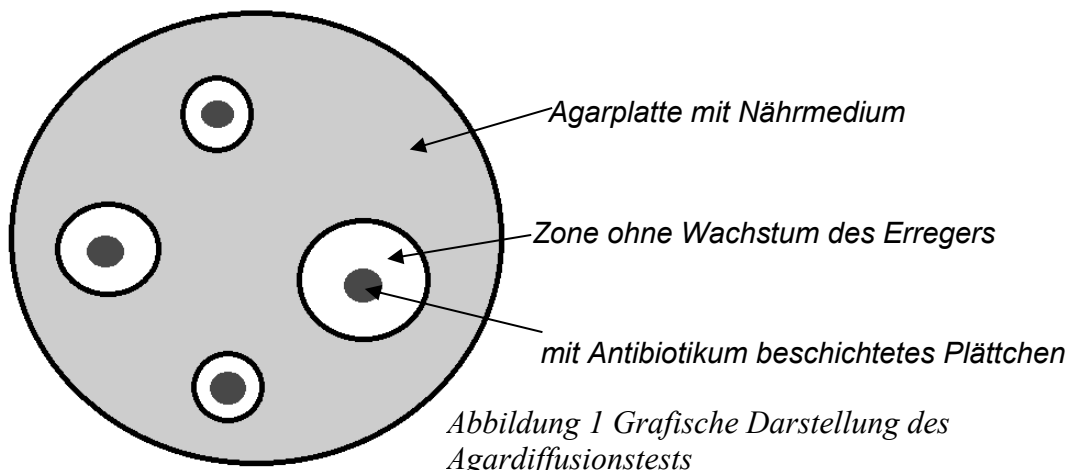 Agarplatte mit Nährmedium
Zone ohne Wachstum des Erregers
mit Antibiotikum beschichtetes Plättchen
Abbildung 1 Grafische Darstellung des
Agardiffusionstests